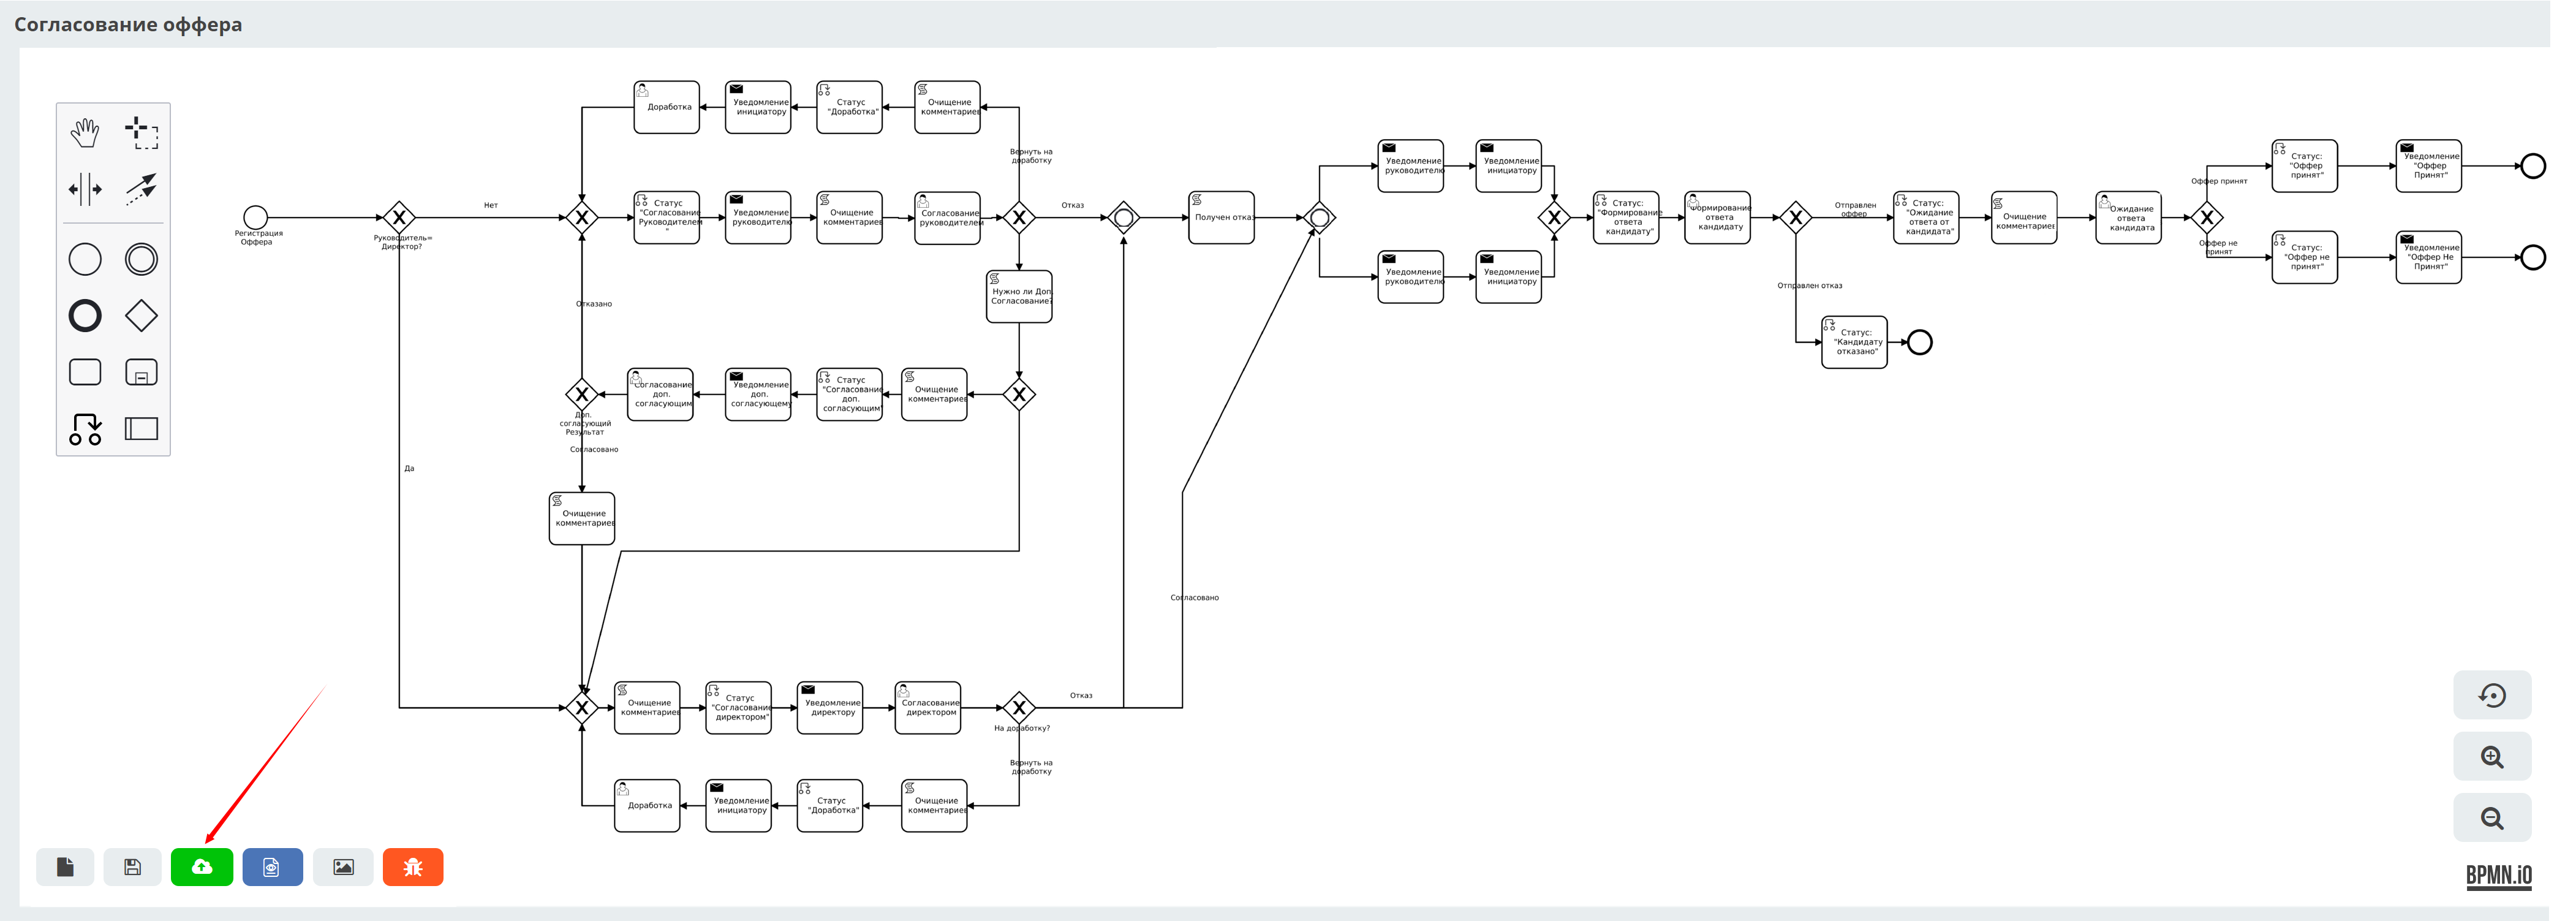 Согласование оффера
Доработка
Уведомление
инициатору
Статус
"Доработка"
Очищение
комментариев
Вернуть на
доработку
Регистрация
Оффера
Руководитель=
Директор?
Нет
Статус
"Согласование
Руководителем
"
Уведомление
руководителю
Очищение
комментариев
Согласование
руководителем
Отказ
Получен отказ
Уведомление
руководителю
Уведомление
инициатору
Уведомление
руководителю
Уведомление
инициатору
Статус:
"Формирование
ответа
кандидату"
Формирование
ответа
кандидату
Отправлен
оффер
Статус:
"Ожидание
ответа от
кандидата"
Очищение
комментариев
Ожидание
ответа
кандидата
Оффер принят
Статус:
"Оффер
принят"
Уведомление
"Оффер
Принят"
Оффер не
принят
Статус:
"Оффер не
принят"
Уведомление
"Оффер Не
Принят"
Отправлен отказ
Статус:
"Кандидату
отказано"
Нужно ли Доп.
Согласование?
Отказано
Согласование
доп.
согласующим
Уведомление
доп.
согласующему
Статус
"Согласование
доп.
согласующим"
Очищение
комментариев
Доп.
согласующий
Результат
Согласовано
Да
Очищение
комментариев
Согласовано
Очищение
комментариев
Статус
"Согласование
директором"
Уведомление
директору
Согласование
директором
Отказ
На доработку?
Вернуть на
доработку
Доработка
Уведомление
инициатору
Статус
"Доработка"
Очищение
комментариев
BPMN.iO